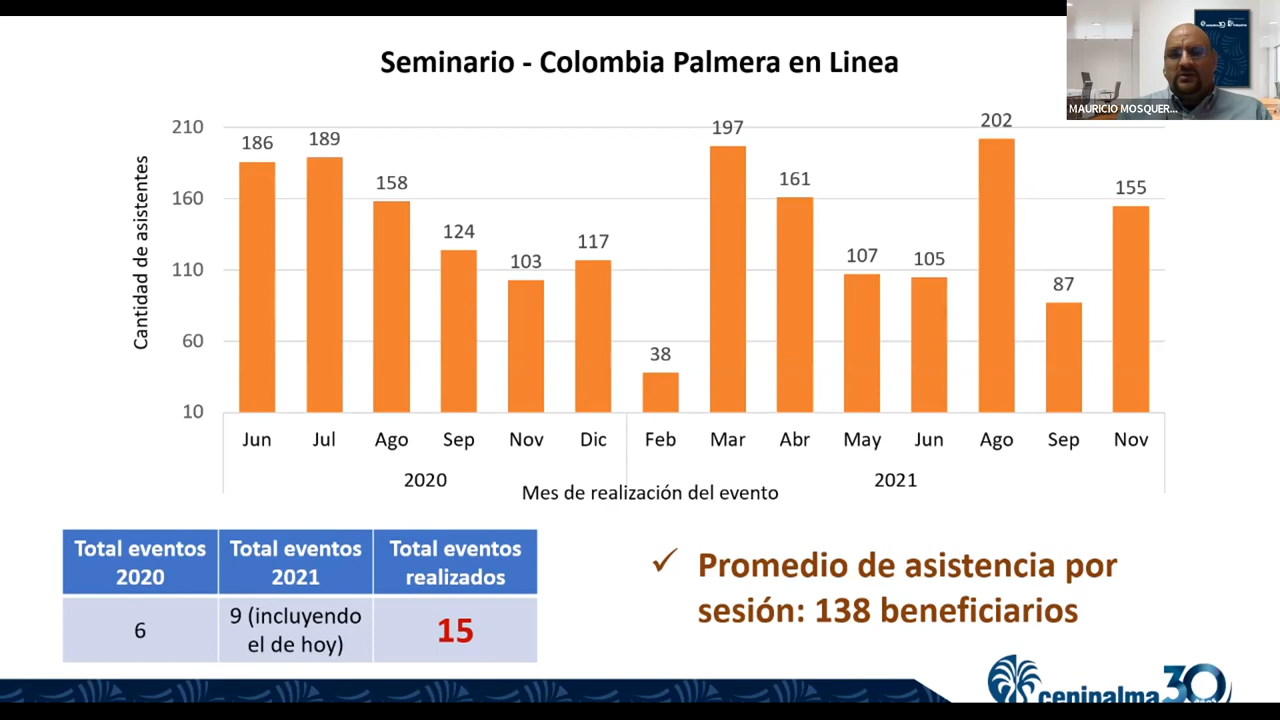 Seminario - Colombia Palmera en Linea
MAURICIO MOSQUER...
Cantidad de asistentes
210
160
110
60
10
186
189
158
124
103
117
38
197
161
107
105
202
87
155
Jun Jul Ago Sep Nov Dic Feb Mar Abr May Jun Ago Sep Nov
2020 2021
Mes de realización del evento
Total eventos 2020
Total eventos 2021
Total eventos realizados
6
9 (incluyendo el de hoy)
15
✓ Promedio de asistencia por
sesión: 138 beneficiarios
cenipalma 30